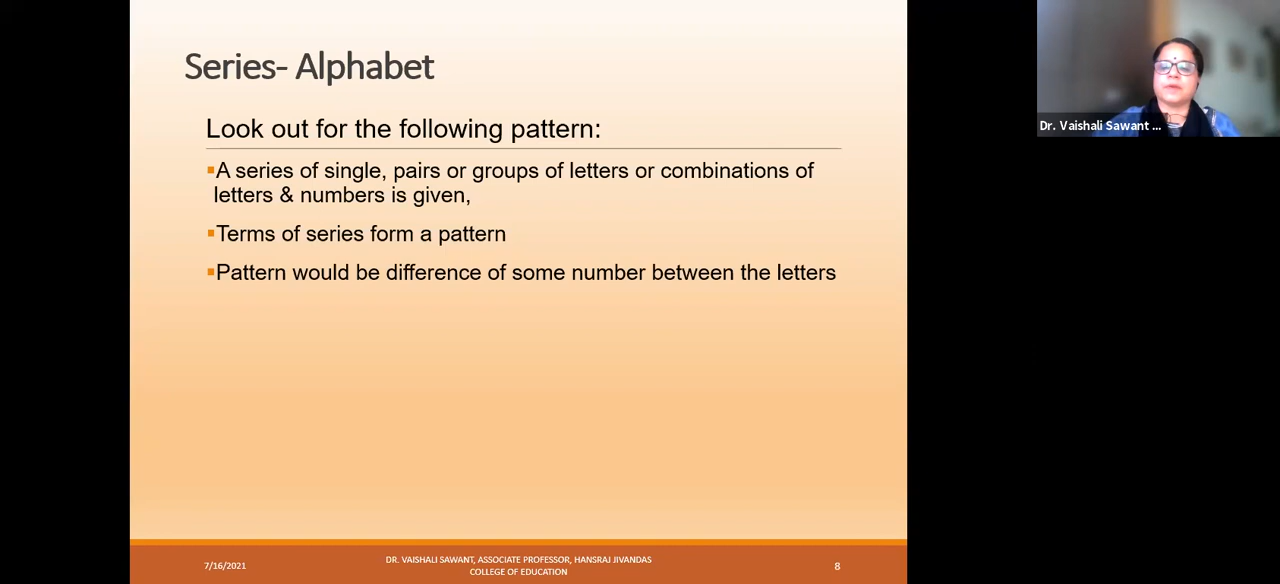 Series- Alphabet
Look out for the following pattern:
▪A series of single, pairs or groups of letters or combinations of
letters & numbers is given,
▪Terms of series form a pattern
▪Pattern would be difference of some number between the letters
7/16/2021
DR. VAISHALI SAWANT, ASSOCIATE PROFESSOR, HANSRAJ JIVANDAS
COLLEGE OF EDUCATION
8
Dr. Vaishali Sawant ...